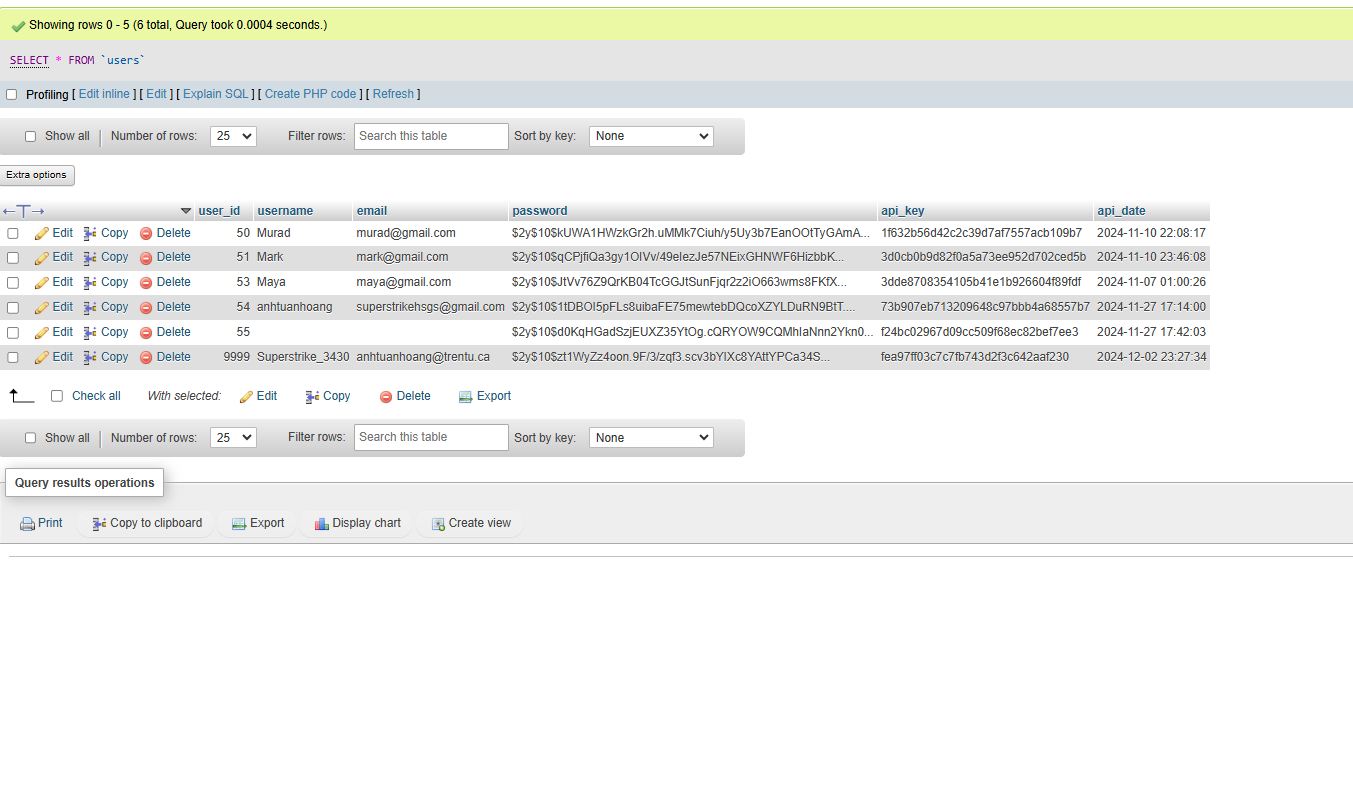 Showing rows 0 - 5 (6 total, Query took 0.0004 seconds.)
SELECT * FROM `users`
Profiling [ Edit inline ] [ Edit ] [ Explain SQL ] [ Create PHP code ] [ Refresh ]
Show all Number of rows: 25 Filter rows: Search this table Sort by key: None
Extra options
user_id username email password api_key api_date
Edit Copy Delete 50 Murad murad@gmail.com $2y$10$kUWA1HWzkGr2h.uMMk7Ciuh/y5Uy3b7EanOOtTyGAmA... 1f632b56d42c2c39d7af7557acb109b7 2024-11-10 22:08:17
Edit Copy Delete 51 Mark mark@gmail.com $2y$10$qCPjfiQa3gy1OIVv/49eIezJe57NEixGHNWF6HizbbK... 3d0cb0b9d82f0a5a73ee952d702ced5b 2024-11-10 23:46:08
Edit Copy Delete 53 Maya maya@gmail.com $2y$10$JtVv76Z9QrKB04TcGGJtSunFjqr2z2iO663wms8FKfX... 3dde8708354105b41e1b926604f89fdf 2024-11-07 01:00:26
Edit Copy Delete 54 anhtuanhoang superstrikehsgs@gmail.com $2y$10$1tDBOI5pFLs8uibaFE75mewtebDQcoXZYLDuRN9BtT.... 73b907eb713209648c97bbb4a68557b7 2024-11-27 17:14:00
Edit Copy Delete 55 $2y$10$d0KqHGadSzjEUXZ35YtOg.cQRYOW9CQMhIaNnn2Ykn0... f24bc02967d09cc509f68ec82bef7ee3 2024-11-27 17:42:03
Edit Copy Delete 9999 Superstrike_3430 anhtuanhoang@trentu.ca $2y$10$zt1WyZz4oon.9F/3/zqf3.scv3bYlXc8YAttYPCa34S... fea97ff03c7c7fb743d2f3c642aaf230 2024-12-02 23:27:34
Check all With selected: Edit Copy Delete Export
Show all Number of rows: 25 Filter rows: Search this table Sort by key: None
Query results operations
Print Copy to clipboard Export Display chart Create view